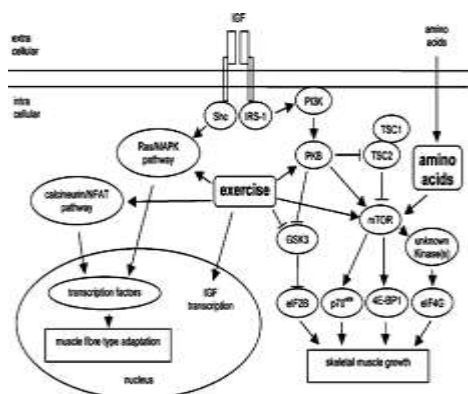 IGF
extra
cellular
amino
acids
intra
cellular
Shc
IRS-1
PI3K
TSC1
Ras/MAPK
pathway
PKB
TSC2
amino
acids
calcineurin/NFAT
pathway
exercise
GSK3
mTOR
unknown
Kinase(s)
transcription factors
IGF
transcription
eIF2B
p70
4E-BP1
eIF4G
muscle fibre type adaptation
skeletal muscle growth
nucleus